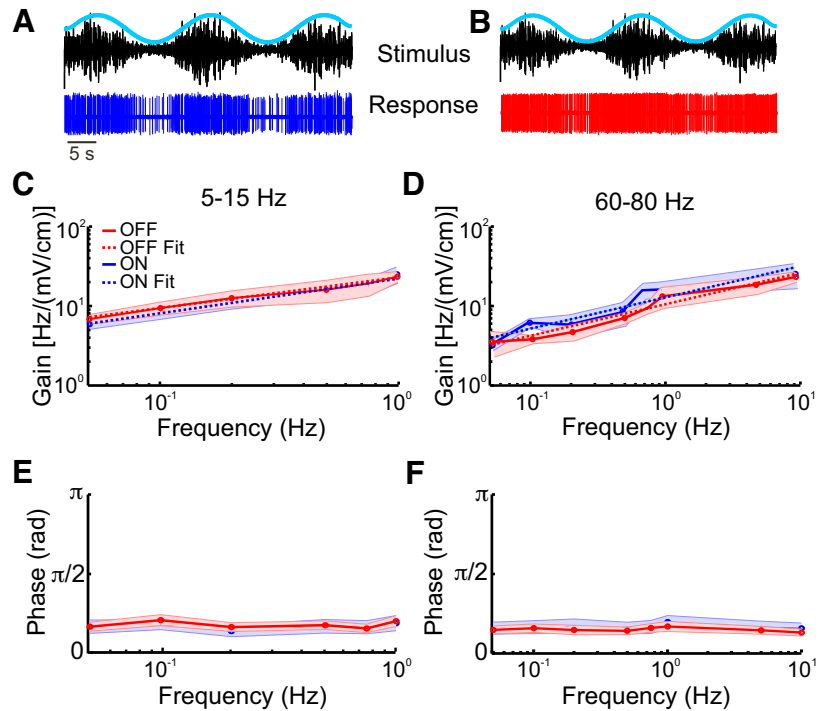 A
B
Stimulus
Response
5 s
C
D
5-15 Hz
60-80 Hz
Gain [Hz/(mV/cm)]
10²
10¹
10⁰
OFF
OFF Fit
ON
ON Fit
10⁻¹
10⁰
Frequency (Hz)
Gain [Hz/(mV/cm)]
10²
10¹
10⁰
10⁻¹
10⁰
10¹
Frequency (Hz)
E
F
Phase (rad)
π
π/2
0
10⁻¹
10⁰
Frequency (Hz)
Phase (rad)
π
π/2
0
10⁻¹
10⁰
10¹
Frequency (Hz)